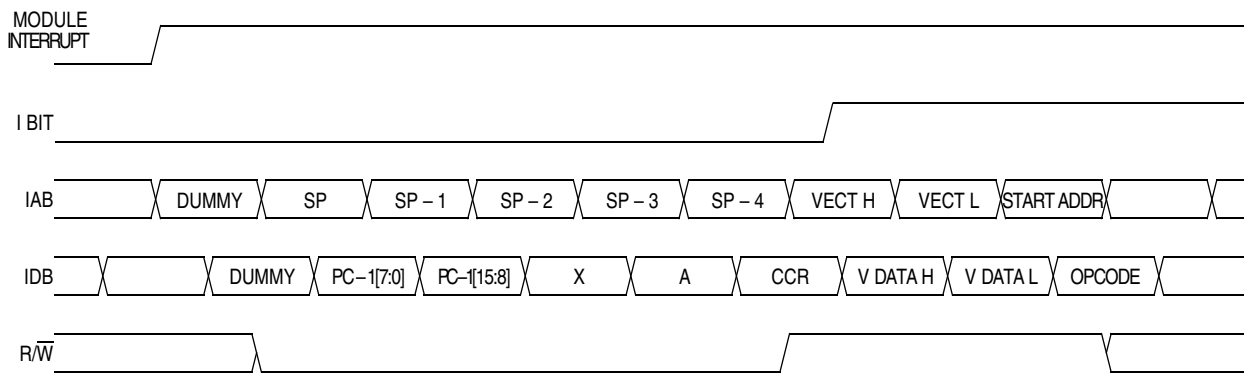 MODULE
INTERRUPT
I BIT
IAB DUMMY SP SP – 1 SP – 2 SP – 3 SP – 4 VECT H VECT L START ADDR
IDB DUMMY PC – 1[7:0] PC–1[15:8] X A CCR V DATA H V DATA L OPCODE
R/W̅